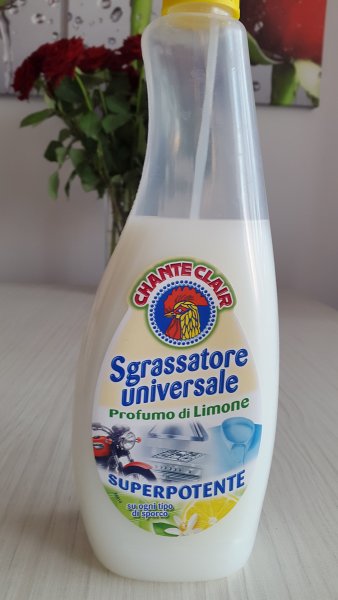 CHANTE CLAIR
Sgrassatore
universale
Profumo di Limone
SUPERPOTENTE
su ogni tipo
di sporco